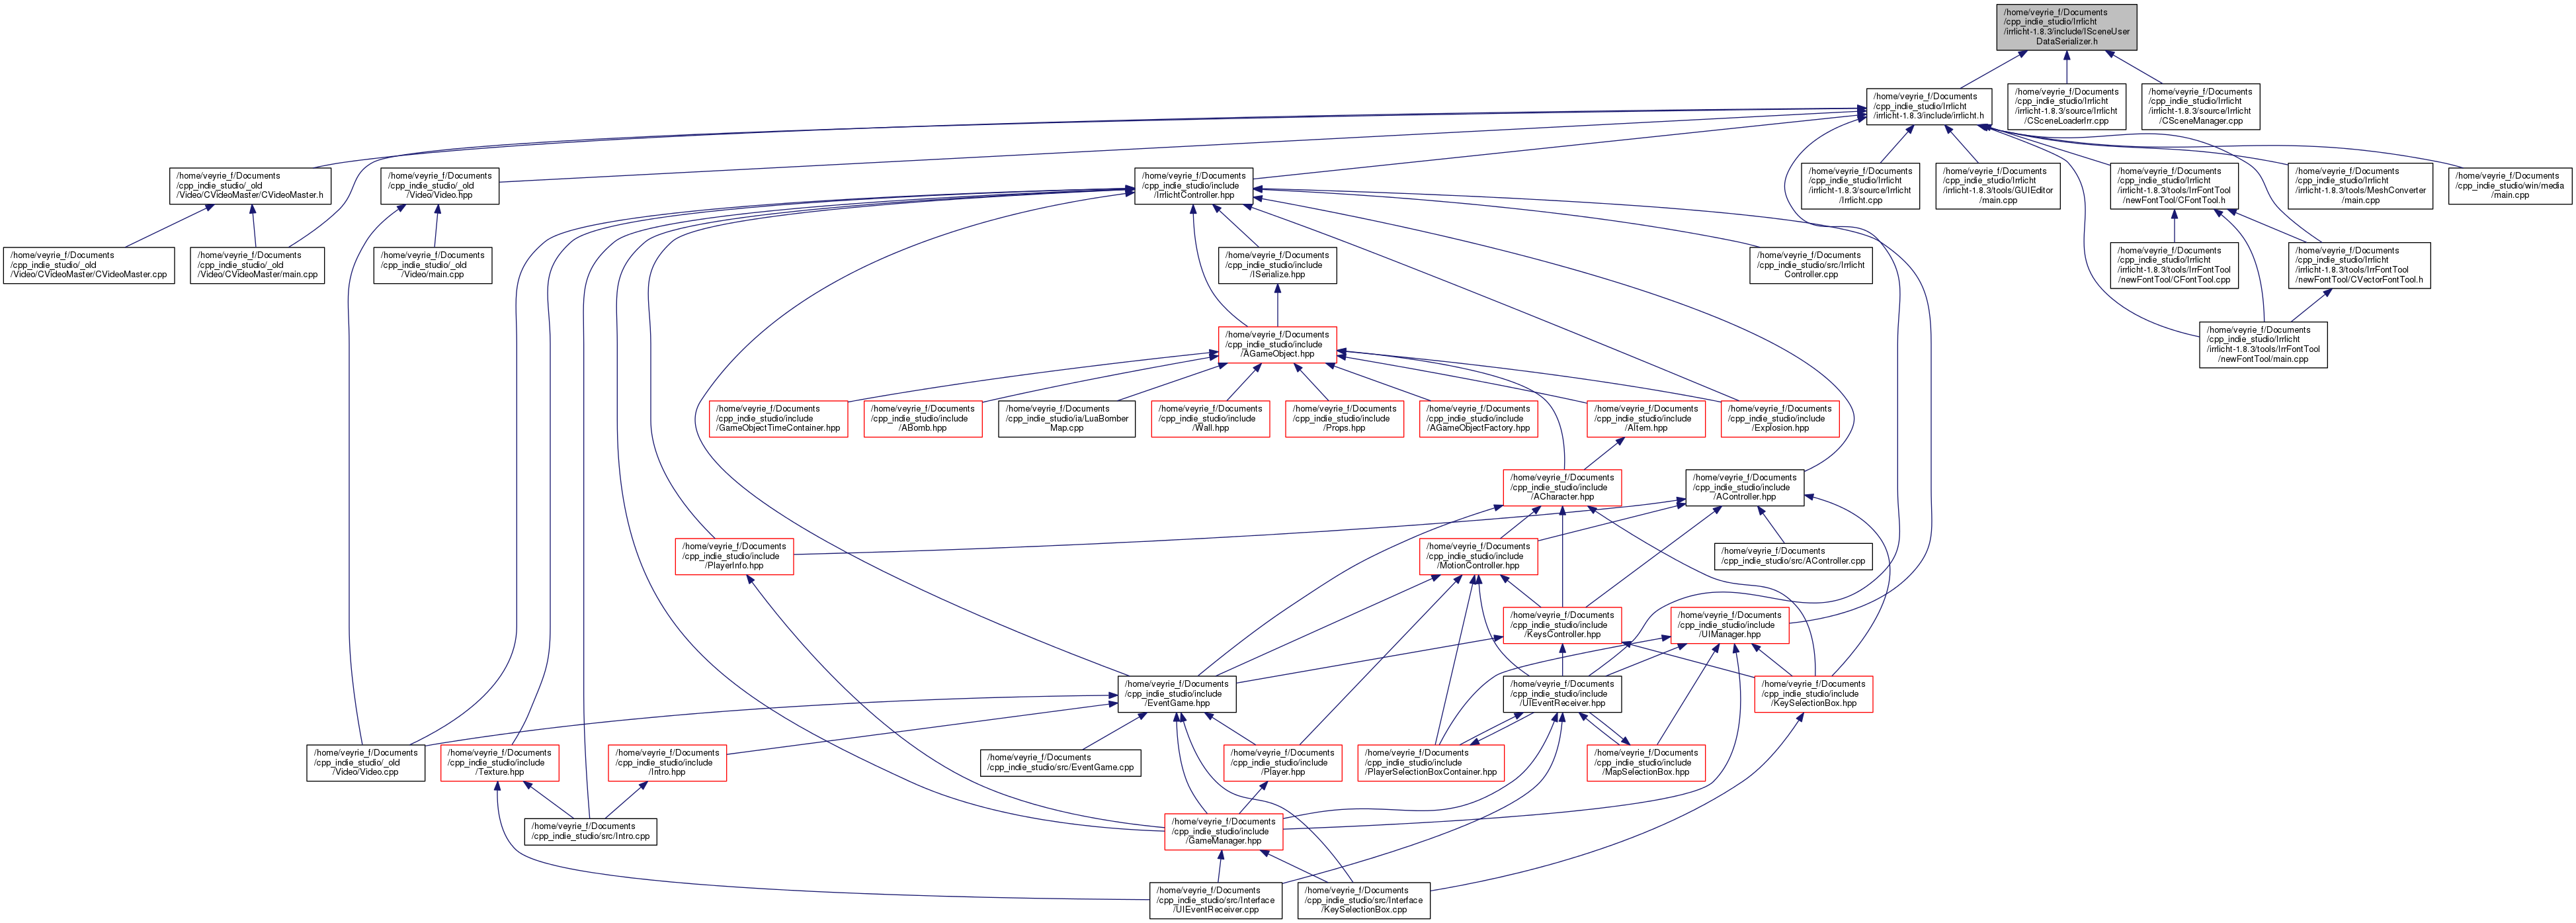 /home/veyrie_f/Documents
/cpp_indie_studio/Irrlicht
/irrlicht-1.8.3/include/ISceneUser
DataSerializer.h
/home/veyrie_f/Documents
/cpp_indie_studio/Irrlicht
/irrlicht-1.8.3/include/irrlicht.h
/home/veyrie_f/Documents
/cpp_indie_studio/Irrlicht
/irrlicht-1.8.3/source/Irrlicht
/CSceneLoaderIrr.cpp
/home/veyrie_f/Documents
/cpp_indie_studio/Irrlicht
/irrlicht-1.8.3/source/Irrlicht
/CSceneManager.cpp
/home/veyrie_f/Documents
/cpp_indie_studio/_old
/Video/CVideoMaster/CVideoMaster.h
/home/veyrie_f/Documents
/cpp_indie_studio/_old
/Video/Video.hpp
/home/veyrie_f/Documents
/cpp_indie_studio/include
/IrrlichtController.hpp
/home/veyrie_f/Documents
/cpp_indie_studio/Irrlicht
/irrlicht-1.8.3/source/Irrlicht
/Irrlicht.cpp
/home/veyrie_f/Documents
/cpp_indie_studio/Irrlicht
/irrlicht-1.8.3/tools/GUIEditor
/main.cpp
/home/veyrie_f/Documents
/cpp_indie_studio/Irrlicht
/irrlicht-1.8.3/tools/IrrFontTool
/newFontTool/CFontTool.h
/home/veyrie_f/Documents
/cpp_indie_studio/Irrlicht
/irrlicht-1.8.3/tools/MeshConverter
/main.cpp
/home/veyrie_f/Documents
/cpp_indie_studio/win/media
/main.cpp
/home/veyrie_f/Documents
/cpp_indie_studio/_old
/Video/CVideoMaster/CVideoMaster.cpp
/home/veyrie_f/Documents
/cpp_indie_studio/_old
/Video/CVideoMaster/main.cpp
/home/veyrie_f/Documents
/cpp_indie_studio/_old
/Video/main.cpp
/home/veyrie_f/Documents
/cpp_indie_studio/include
/ISerialize.hpp
/home/veyrie_f/Documents
/cpp_indie_studio/src/Irrlicht
Controller.cpp
/home/veyrie_f/Documents
/cpp_indie_studio/Irrlicht
/irrlicht-1.8.3/tools/IrrFontTool
/newFontTool/CFontTool.cpp
/home/veyrie_f/Documents
/cpp_indie_studio/Irrlicht
/irrlicht-1.8.3/tools/IrrFontTool
/newFontTool/CVectorFontTool.h
/home/veyrie_f/Documents
/cpp_indie_studio/include
/AGameObject.hpp
/home/veyrie_f/Documents
/cpp_indie_studio/Irrlicht
/irrlicht-1.8.3/tools/IrrFontTool
/newFontTool/main.cpp
/home/veyrie_f/Documents
/cpp_indie_studio/include
/GameObjectTimeContainer.hpp
/home/veyrie_f/Documents
/cpp_indie_studio/include
/ABomb.hpp
/home/veyrie_f/Documents
/cpp_indie_studio/ia/LuaBomber
Map.cpp
/home/veyrie_f/Documents
/cpp_indie_studio/include
/Wall.hpp
/home/veyrie_f/Documents
/cpp_indie_studio/include
/Props.hpp
/home/veyrie_f/Documents
/cpp_indie_studio/include
/AGameObjectFactory.hpp
/home/veyrie_f/Documents
/cpp_indie_studio/include
/AItem.hpp
/home/veyrie_f/Documents
/cpp_indie_studio/include
/Explosion.hpp
/home/veyrie_f/Documents
/cpp_indie_studio/include
/ACharacter.hpp
/home/veyrie_f/Documents
/cpp_indie_studio/include
/AController.hpp
/home/veyrie_f/Documents
/cpp_indie_studio/include
/PlayerInfo.hpp
/home/veyrie_f/Documents
/cpp_indie_studio/include
/MotionController.hpp
/home/veyrie_f/Documents
/cpp_indie_studio/src/AController.cpp
/home/veyrie_f/Documents
/cpp_indie_studio/include
/KeysController.hpp
/home/veyrie_f/Documents
/cpp_indie_studio/include
/UIManager.hpp
/home/veyrie_f/Documents
/cpp_indie_studio/include
/EventGame.hpp
/home/veyrie_f/Documents
/cpp_indie_studio/include
/UIEventReceiver.hpp
/home/veyrie_f/Documents
/cpp_indie_studio/include
/KeySelectionBox.hpp
/home/veyrie_f/Documents
/cpp_indie_studio/_old
/Video/Video.cpp
/home/veyrie_f/Documents
/cpp_indie_studio/include
/Texture.hpp
/home/veyrie_f/Documents
/cpp_indie_studio/include
/Intro.hpp
/home/veyrie_f/Documents
/cpp_indie_studio/src/EventGame.cpp
/home/veyrie_f/Documents
/cpp_indie_studio/include
/Player.hpp
/home/veyrie_f/Documents
/cpp_indie_studio/include
/PlayerSelectionBoxContainer.hpp
/home/veyrie_f/Documents
/cpp_indie_studio/include
/MapSelectionBox.hpp
/home/veyrie_f/Documents
/cpp_indie_studio/src/Intro.cpp
/home/veyrie_f/Documents
/cpp_indie_studio/include
/GameManager.hpp
/home/veyrie_f/Documents
/cpp_indie_studio/src/Interface
/UIEventReceiver.cpp
/home/veyrie_f/Documents
/cpp_indie_studio/src/Interface
/KeySelectionBox.cpp